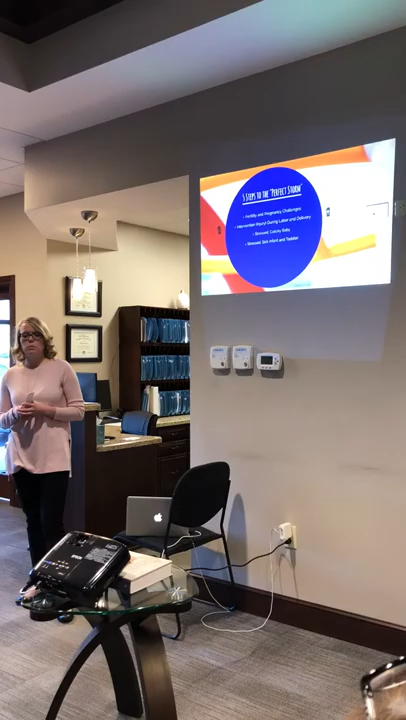 5 Steps to the "Perfect Storm"
- Fertility and Pregnancy Challenges
- Intervention (Injury) During Labor and Delivery
- Stressed, Colicky Baby
- Stressed, Sick Infant and Toddler
EPSON